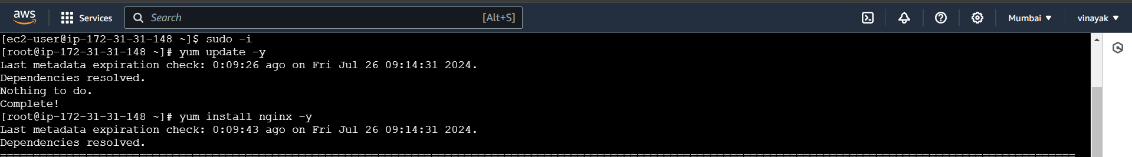 aws Services Search [Alt+S] Mumbai ▼ vinayak ▼
[ec2-user@ip-172-31-31-148 ~]$ sudo -i
[root@ip-172-31-31-148 ~]# yum update -y
Last metadata expiration check: 0:09:26 ago on Fri Jul 26 09:14:31 2024.
Dependencies resolved.
Nothing to do.
Complete!
[root@ip-172-31-31-148 ~]# yum install nginx -y
Last metadata expiration check: 0:09:43 ago on Fri Jul 26 09:14:31 2024.
Dependencies resolved.